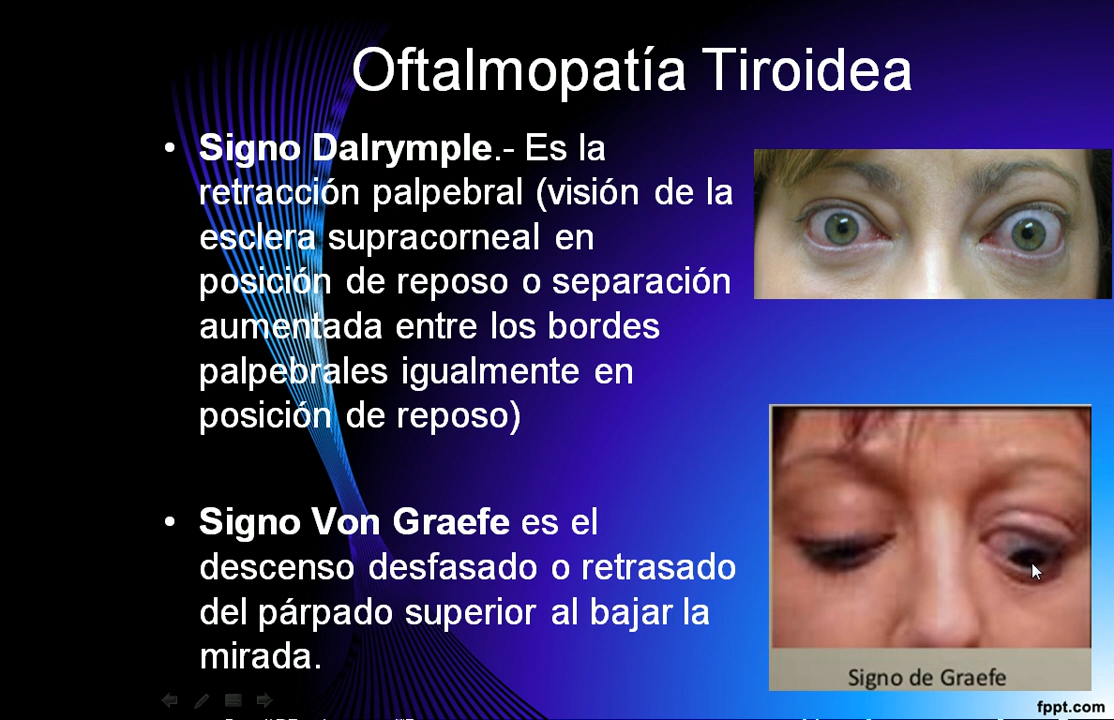 Oftalmopatía Tiroidea
• Signo Dalrymple.- Es la
retracción palpebral (visión de la
esclera supracorneal en
posición de reposo o separación
aumentada entre los bordes
palpebrales igualmente en
posición de reposo)
• Signo Von Graefe es el
descenso desfasado o retrasado
del párpado superior al bajar la
mirada.
Signo de Graefe
fppt.com